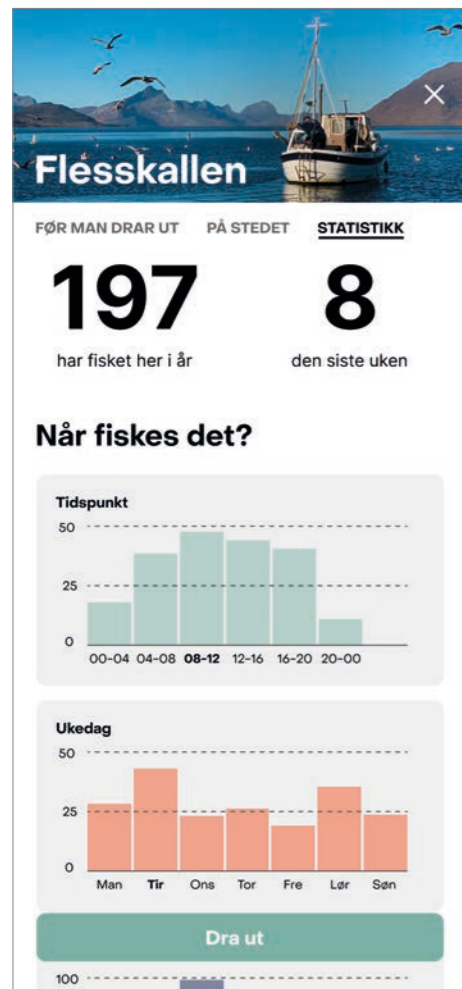 Flesskallen
FØR MAN DRAR UT PÅ STEDET STATISTIKK
197 8
har fisket her i år den siste uken
Når fiskes det?
Tidspunkt
50
25
0
00-04 04-08 08-12 12-16 16-20 20-00
Ukedag
50
25
0
Man Tir Ons Tor Fre Lør Søn
Dra ut
100